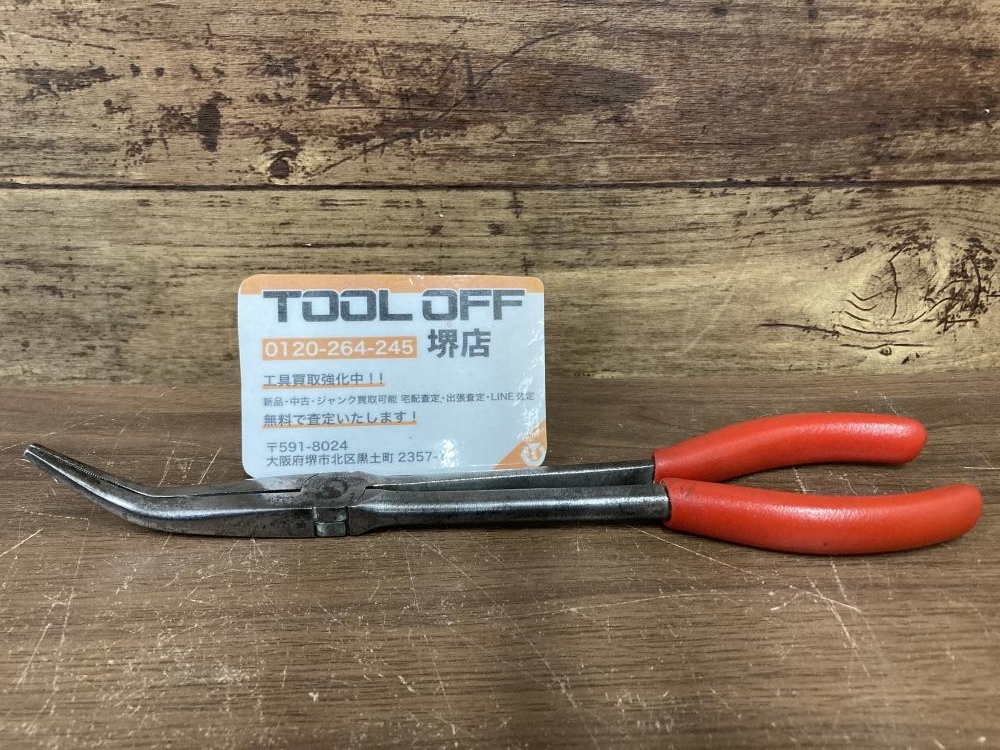 TOOL OFF
0120-264-245 堺店
工具買取強化中!!
新品・中古・ジャンク買取可能 宅配査定・出張査定・LINE査定
無料で査定いたします!
〒591-8024
大阪府堺市北区黒土町 2357-